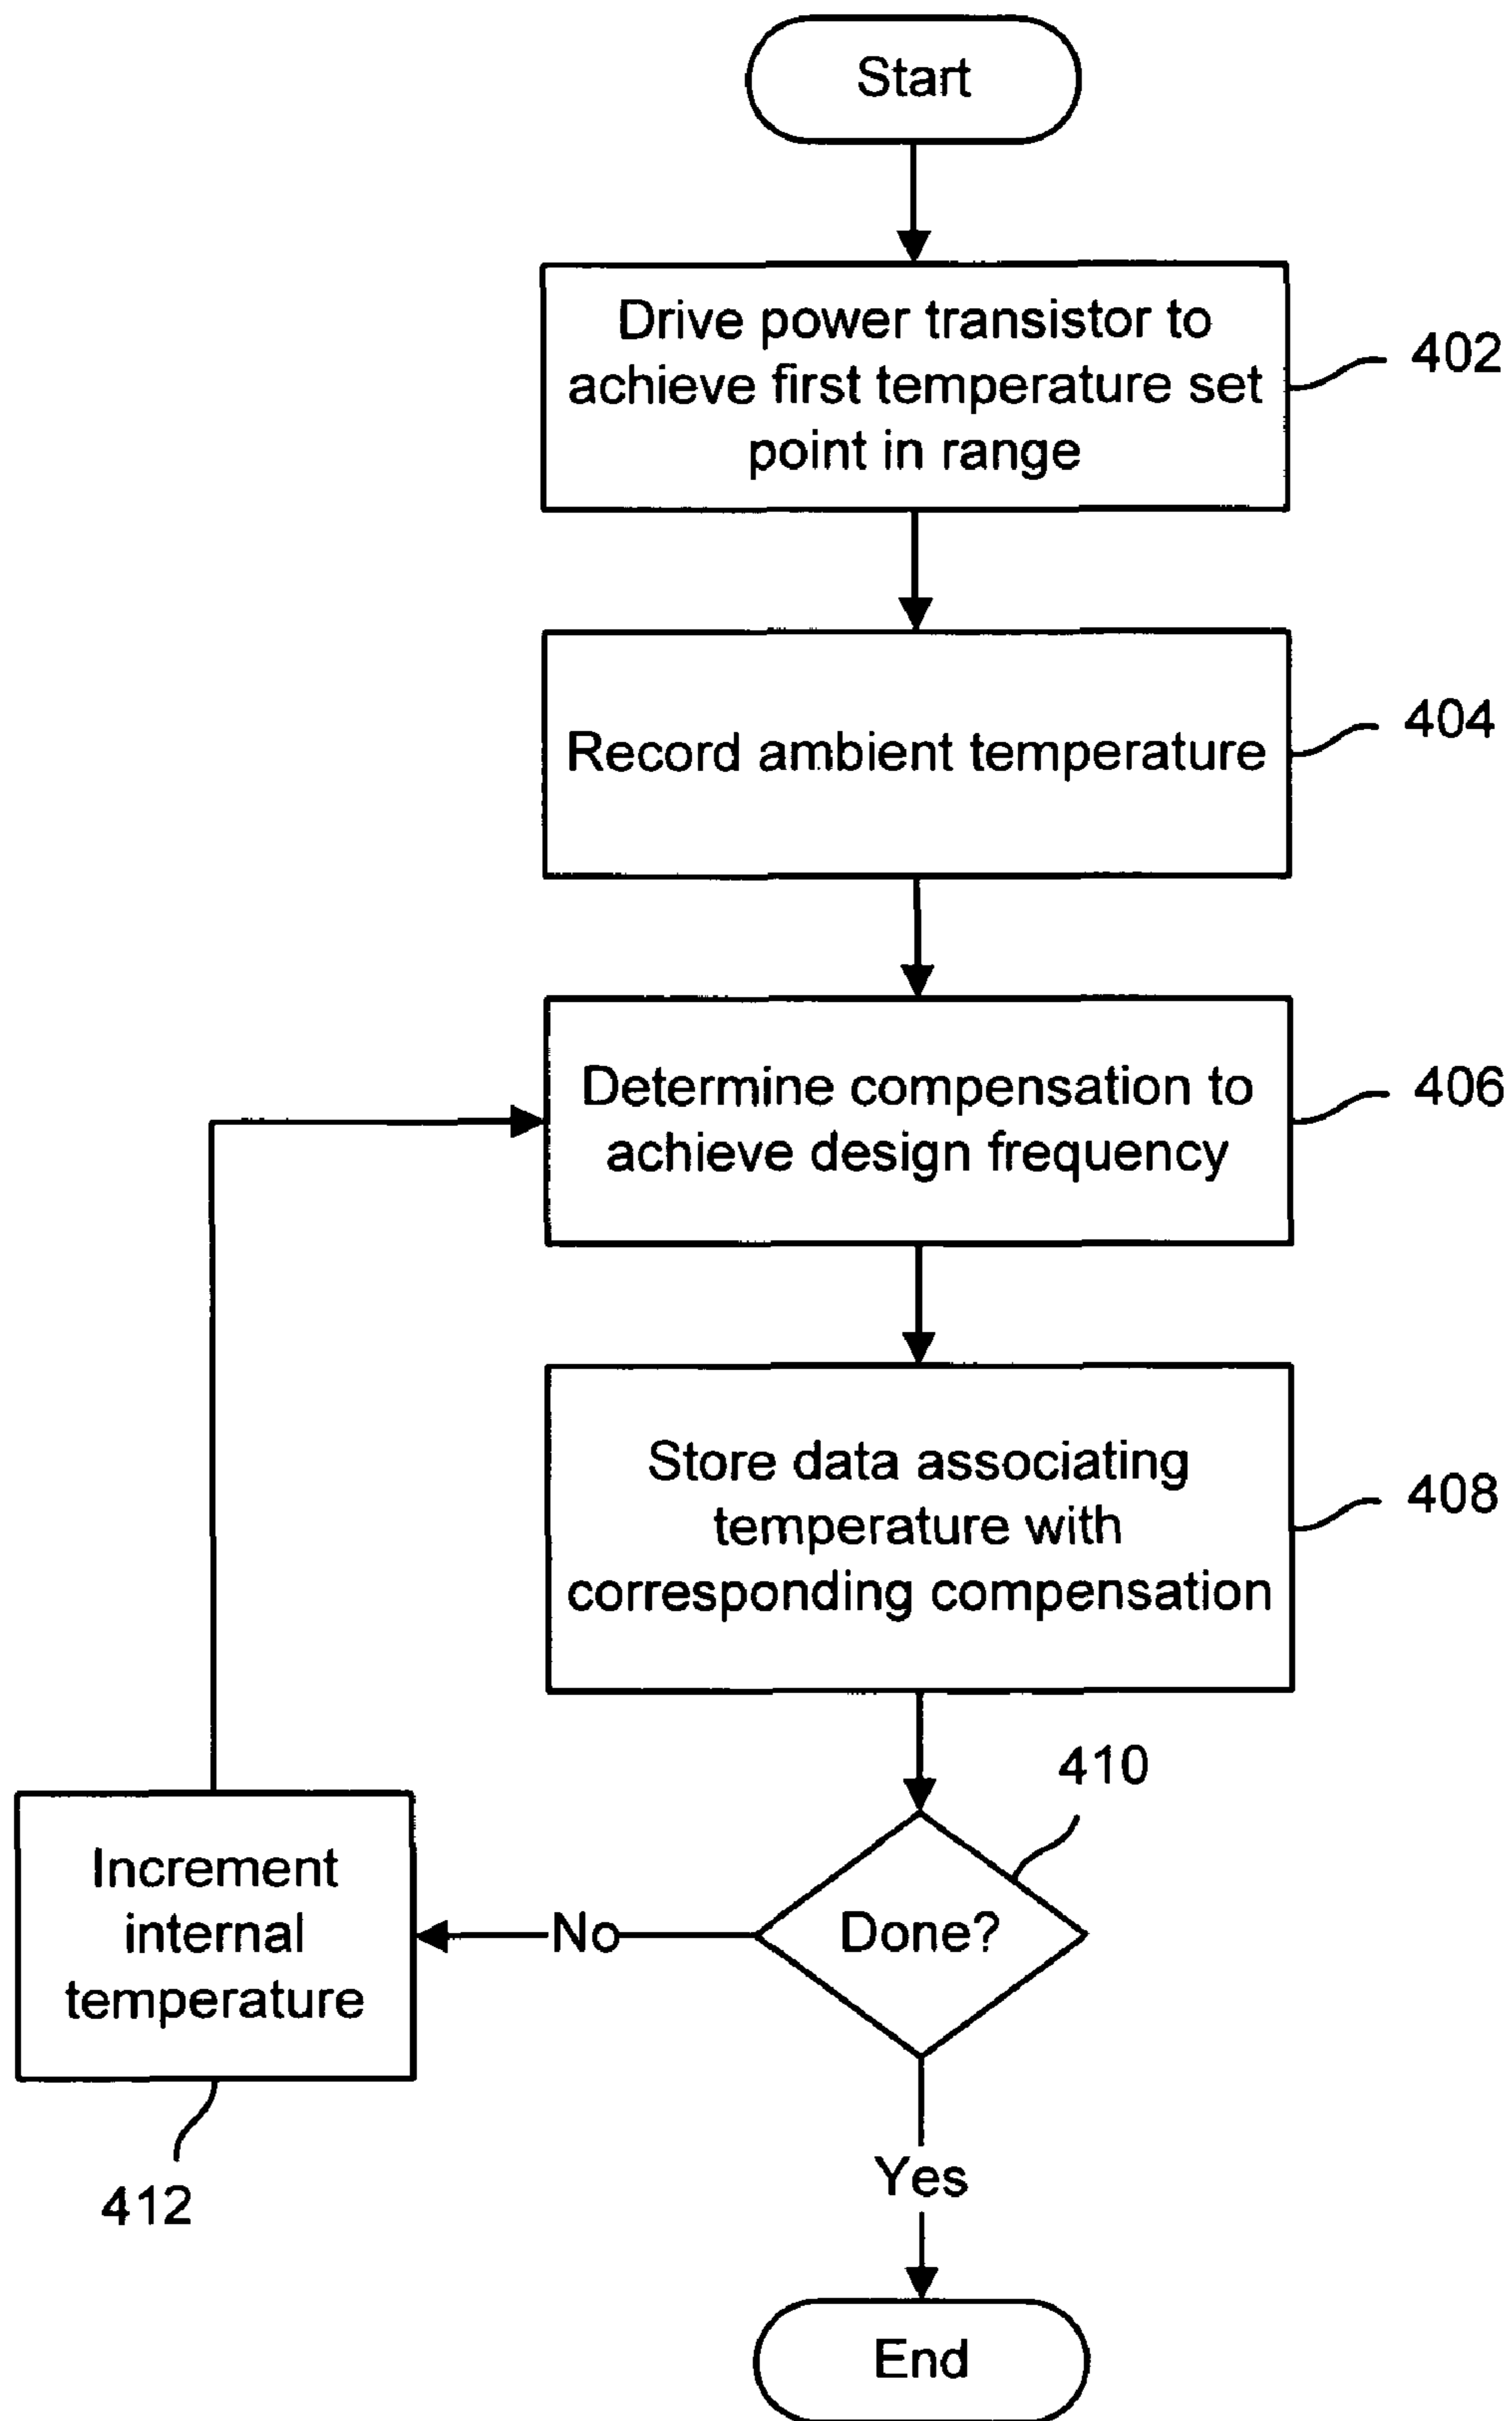 Start
Drive power transistor to
achieve first temperature set
point in range
402
Record ambient temperature
404
Determine compensation to
achieve design frequency
406
Store data associating
temperature with
corresponding compensation
408
410
Done?
No
Increment
internal
temperature
412
Yes
End